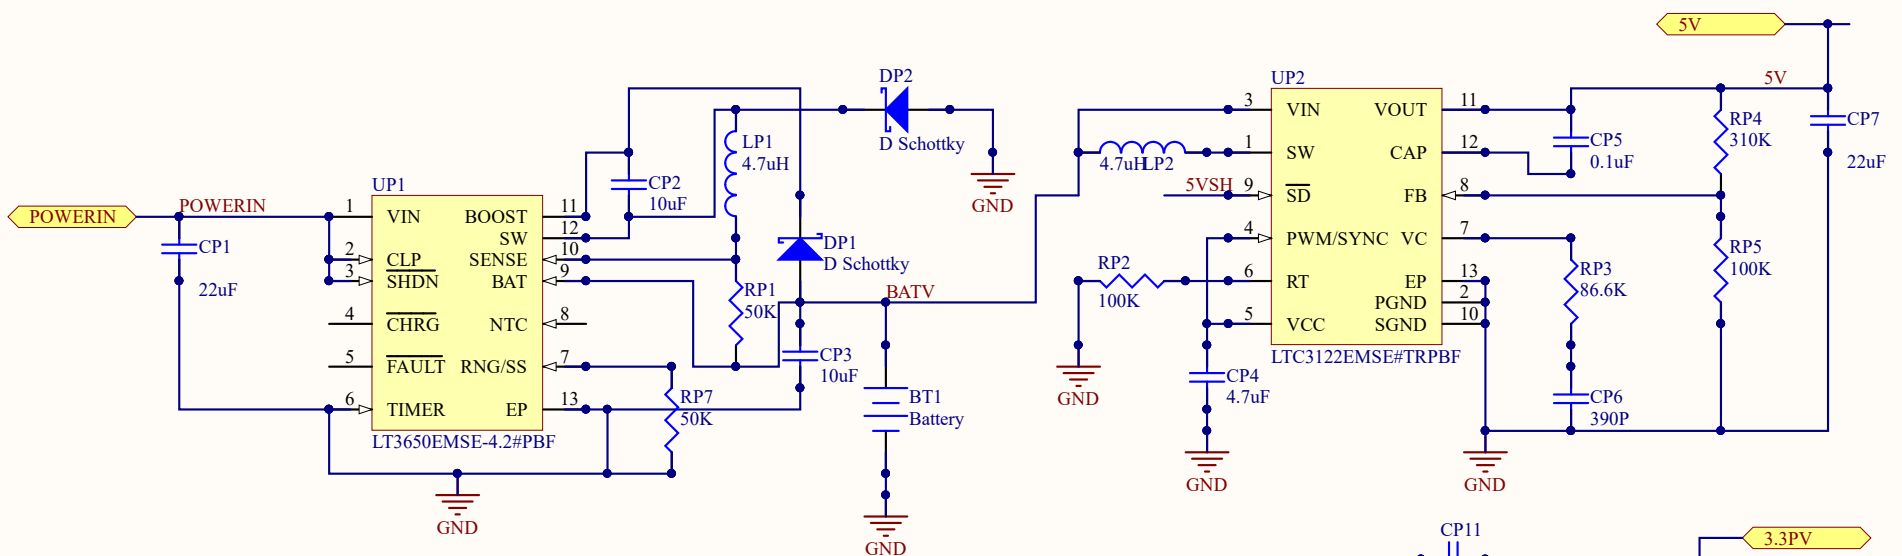 5V
DP2
UP2
5V
D Schottky
3
VIN
VOUT
11
RP4
310K
CP7
LP1
4.7uH
1
SW
CAP
12
CP5
0.1uF
22uF
4.7uH
LP2
UP1
CP2
10uF
5VSH
9
SD
FB
8
GND
POWERIN
POWERIN
1
VIN
BOOST
11
12
SW
4
PWM/SYNC
VC
7
CP1
DP1
D Schottky
2
CLP
SENSE
10
RP2
100K
RP5
100K
3
SHDN
BAT
9
6
RT
EP
13
RP3
86.6K
22uF
RP1
50K
BATV
PGND
2
4
CHRG
NTC
8
5
VCC
SGND
10
LTC3122EMSE#TRPBF
5
FAULT
RNG/SS
7
CP3
10uF
CP4
4.7uF
GND
6
TIMER
EP
13
RP7
50K
BT1
Battery
CP6
390P
LT3650EMSE-4.2#PBF
GND
GND
GND
GND
CP11
3.3PV